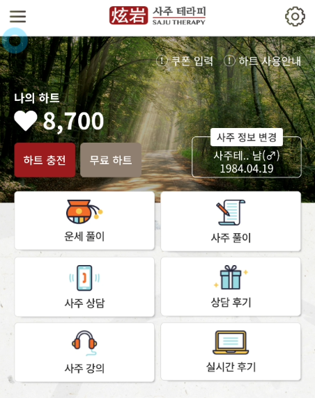 炫岩 사주 테라피
SAJU THERAPY
쿠폰 입력 하트 사용안내
나의 하트
8,700
하트 충전 무료 하트
사주 정보 변경
사주테.. 남(♂)
1984.04.19
운세 풀이 사주 풀이
사주 상담 상담 후기
사주 강의 실시간 후기